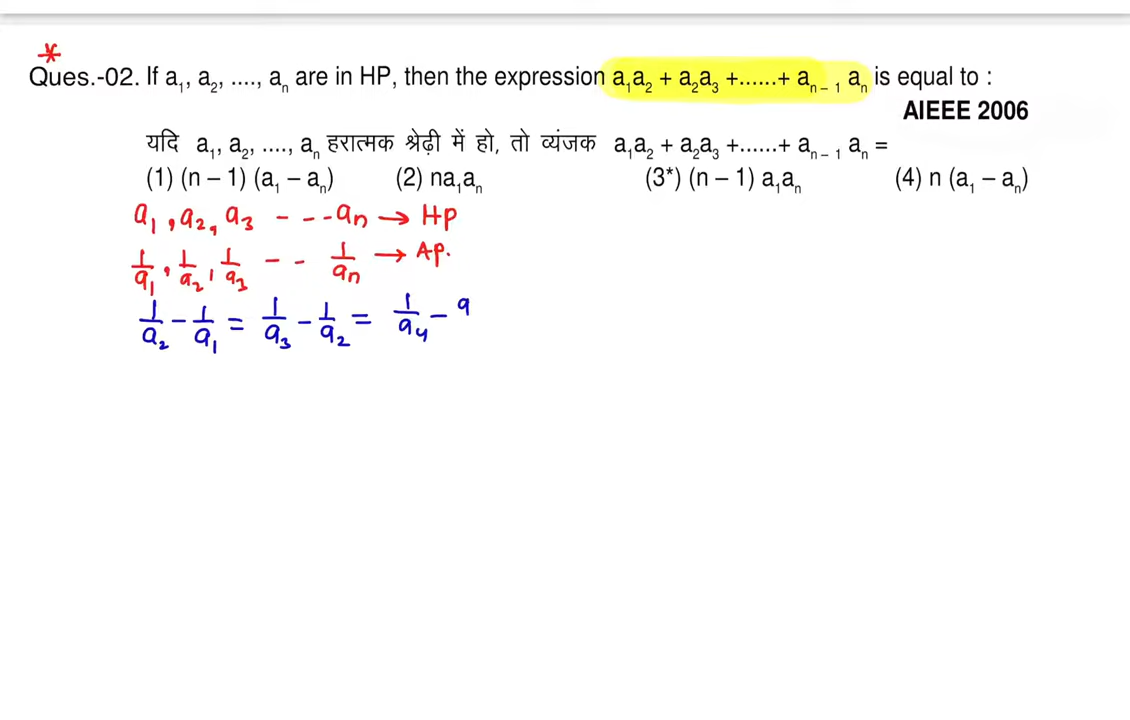 *
Ques.-02. If a₁, a₂, ...., aₙ are in HP, then the expression a₁a₂ + a₂a₃ +......+ aₙ₋₁, aₙ is equal to :
AIEEE 2006
यदि a₁, a₂, ...., aₙ हरात्मक श्रेढ़ी में हो, तो व्यंजक a₁a₂ + a₂a₃ +......+ aₙ₋₁ aₙ =
(1) (n – 1) (a₁ – aₙ) (2) na₁aₙ (3*) (n – 1) a₁aₙ (4) n (a₁ – aₙ)
a₁, a₂, a₃ - - - aₙ → HP
1/a₁, 1/a₂, 1/a₃ - - 1/aₙ → AP.
1/a₂ - 1/a₁ = 1/a₃ - 1/a₂ = 1/a₄ - 9